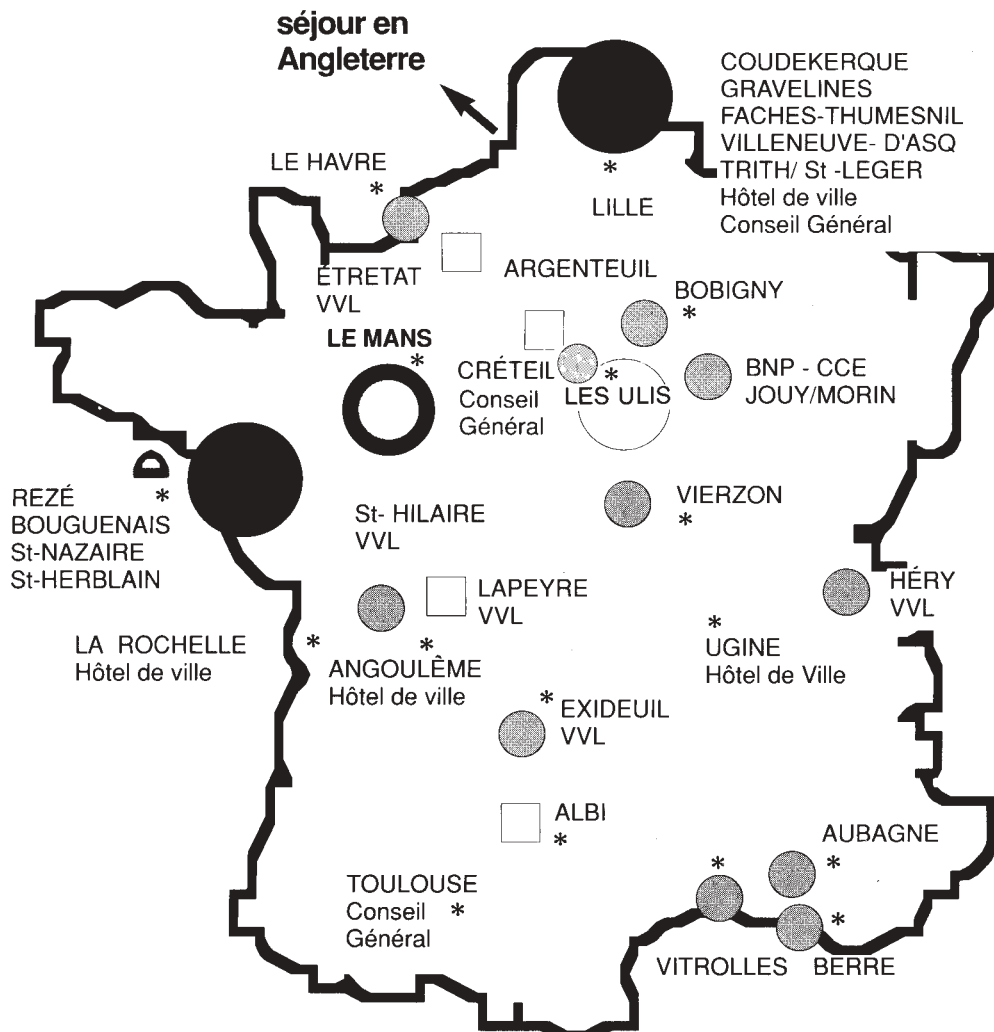 séjour en
Angleterre
COUDEKERQUE
GRAVELINES
FACHES-THUMESNIL
VILLENEUVE- D'ASQ
TRITH/ St -LEGER
Hôtel de ville
Conseil Général
LE HAVRE
*
*
LILLE
ÉTRETAT
VVL
ARGENTEUIL
BOBIGNY
*
LE MANS
*
CRÉTEIL
Conseil
Général
*
LES ULIS
BNP - CCE
JOUY/MORIN
REZÉ
*
BOUGUENAIS
St-NAZAIRE
St-HERBLAIN
St- HILAIRE
VVL
VIERZON
*
LAPEYRE
VVL
HÉRY
VVL
LA ROCHELLE
Hôtel de ville
*
*
ANGOULÊME
Hôtel de ville
*
UGINE
Hôtel de Ville
*
EXIDEUIL
VVL
ALBI
*
AUBAGNE
*
*
TOULOUSE
Conseil *
Général
*
VITROLLES
BERRE